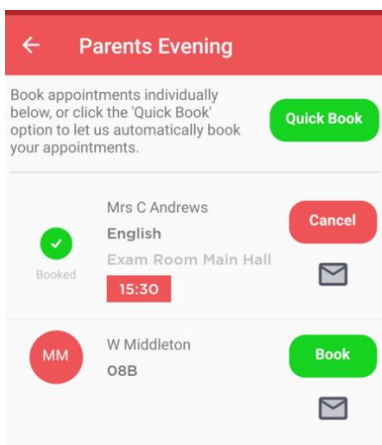 Parents Evening
Book appointments individually
below, or click the 'Quick Book'
option to let us automatically book
your appointments.
Quick Book
Mrs C Andrews
Cancel
English
Exam Room Main Hall
Booked
15:30
MM
W Middleton
Book
08B